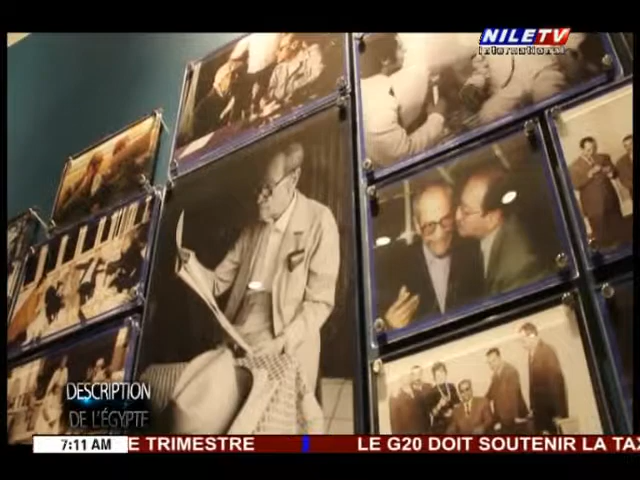 NILE TV
international
DESCRIPTION
DE L'ÉGYPTE
7:11 AM
E TRIMESTRE
LE G20 DOIT SOUTENIR LA TAX